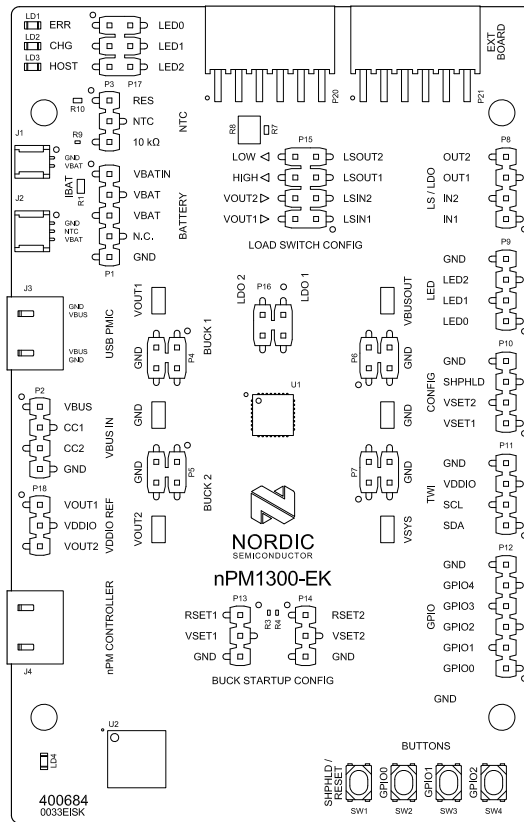 LD1 ERR
LD2 CHG
LD3 HOST
LED0
LED1
LED2
P3 P17
P20
P21
EXT BOARD
R10
RES
NTC
10 kΩ
NTC
R9
J1
GND
VBAT
IBAT
R1
J2
GND
NTC
VBAT
VBATIN
VBAT
VBAT
N.C.
GND
BATTERY
P1
R8
R7
P15
LOW LSOUT2
HIGH LSOUT1
VOUT2 LSIN2
VOUT1 LSIN1
LOAD SWITCH CONFIG
P8
OUT2
OUT1
IN2
IN1
LS / LDO
P9
GND
LED2
LED1
LED0
LED
J3
GND
VBUS
VBUS
GND
USB PMIC
VOUT1
GND
P4
BUCK 1
LDO 2
P16
LDO 1
VBUSOUT
P6
GND
P10
GND
SHPHLD
VSET2
VSET1
CONFIG
U1
P2
VBUS
CC1
CC2
GND
VBUS IN
GND
GND
GND
P5
BUCK 2
VOUT2
P7
GND
VSYS
P11
GND
VDDIO
SCL
SDA
TWI
P18
VOUT1
VDDIO
VOUT2
VDDIO REF
NORDIC
SEMICONDUCTOR
nPM1300-EK
P12
GND
GPIO4
GPIO3
GPIO2
GPIO1
GPIO0
GPIO
J4
nPM CONTROLLER
P13
R3
R4
P14
RSET1 RSET2
VSET1 VSET2
GND GND
BUCK STARTUP CONFIG
GND
U2
LD4
400684
0033EISK
BUTTONS
SHPHLD / RESET
GPIO0
GPIO1
GPIO2
SW1 SW2 SW3 SW4